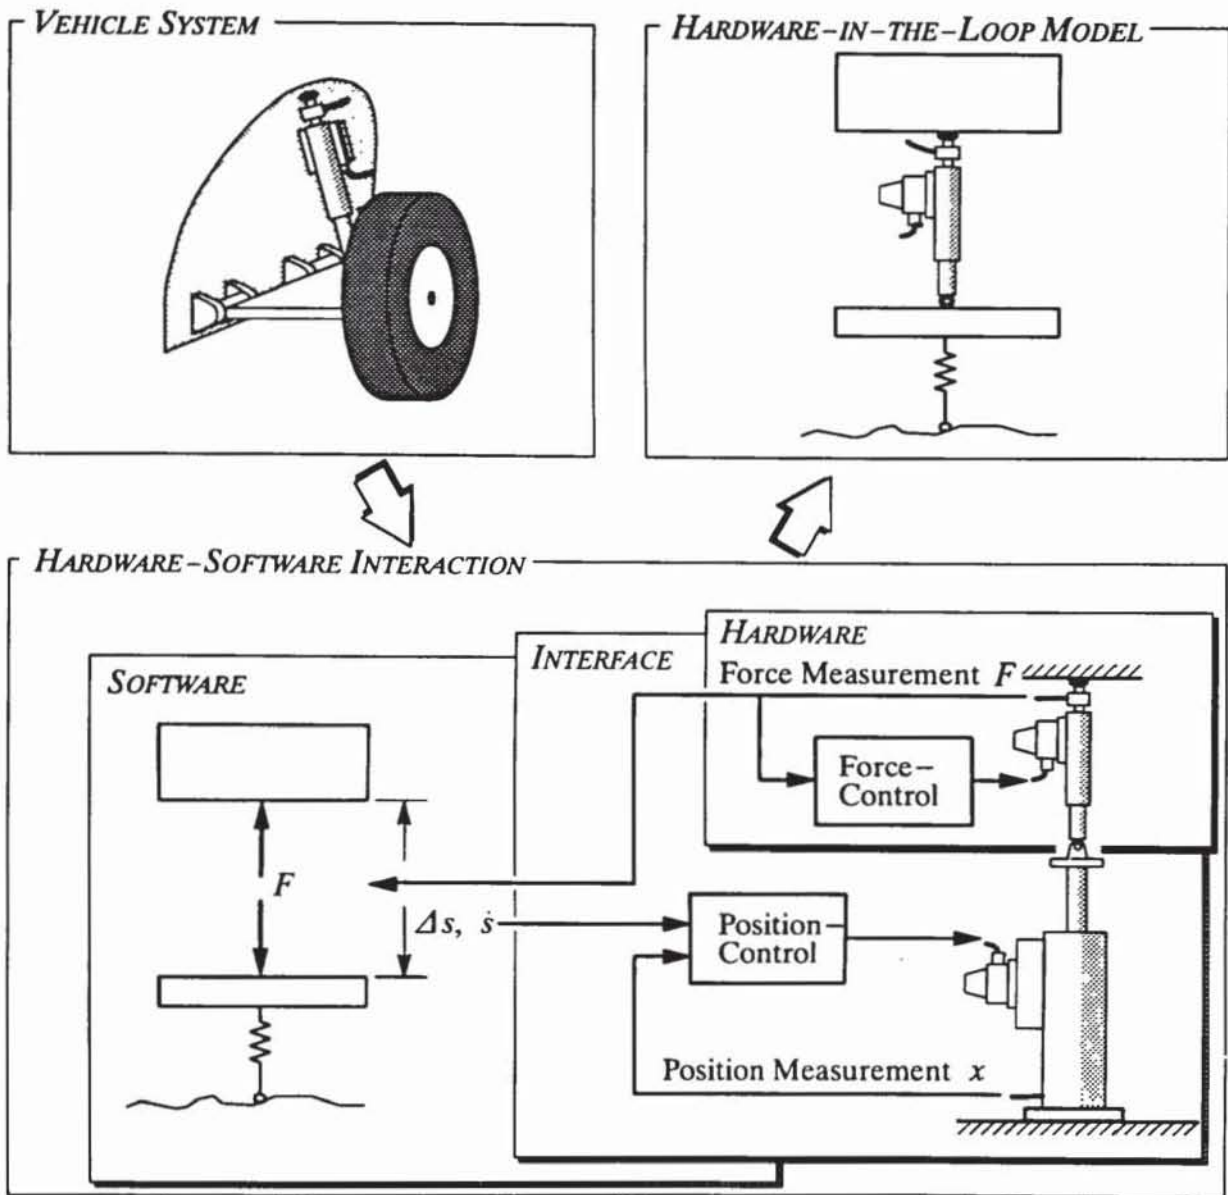 VEHICLE SYSTEM
HARDWARE-IN-THE-LOOP MODEL
HARDWARE-SOFTWARE INTERACTION
SOFTWARE
INTERFACE
HARDWARE
Force Measurement F
Force-
Control
F
Δs, ṡ
Position-
Control
Position Measurement x